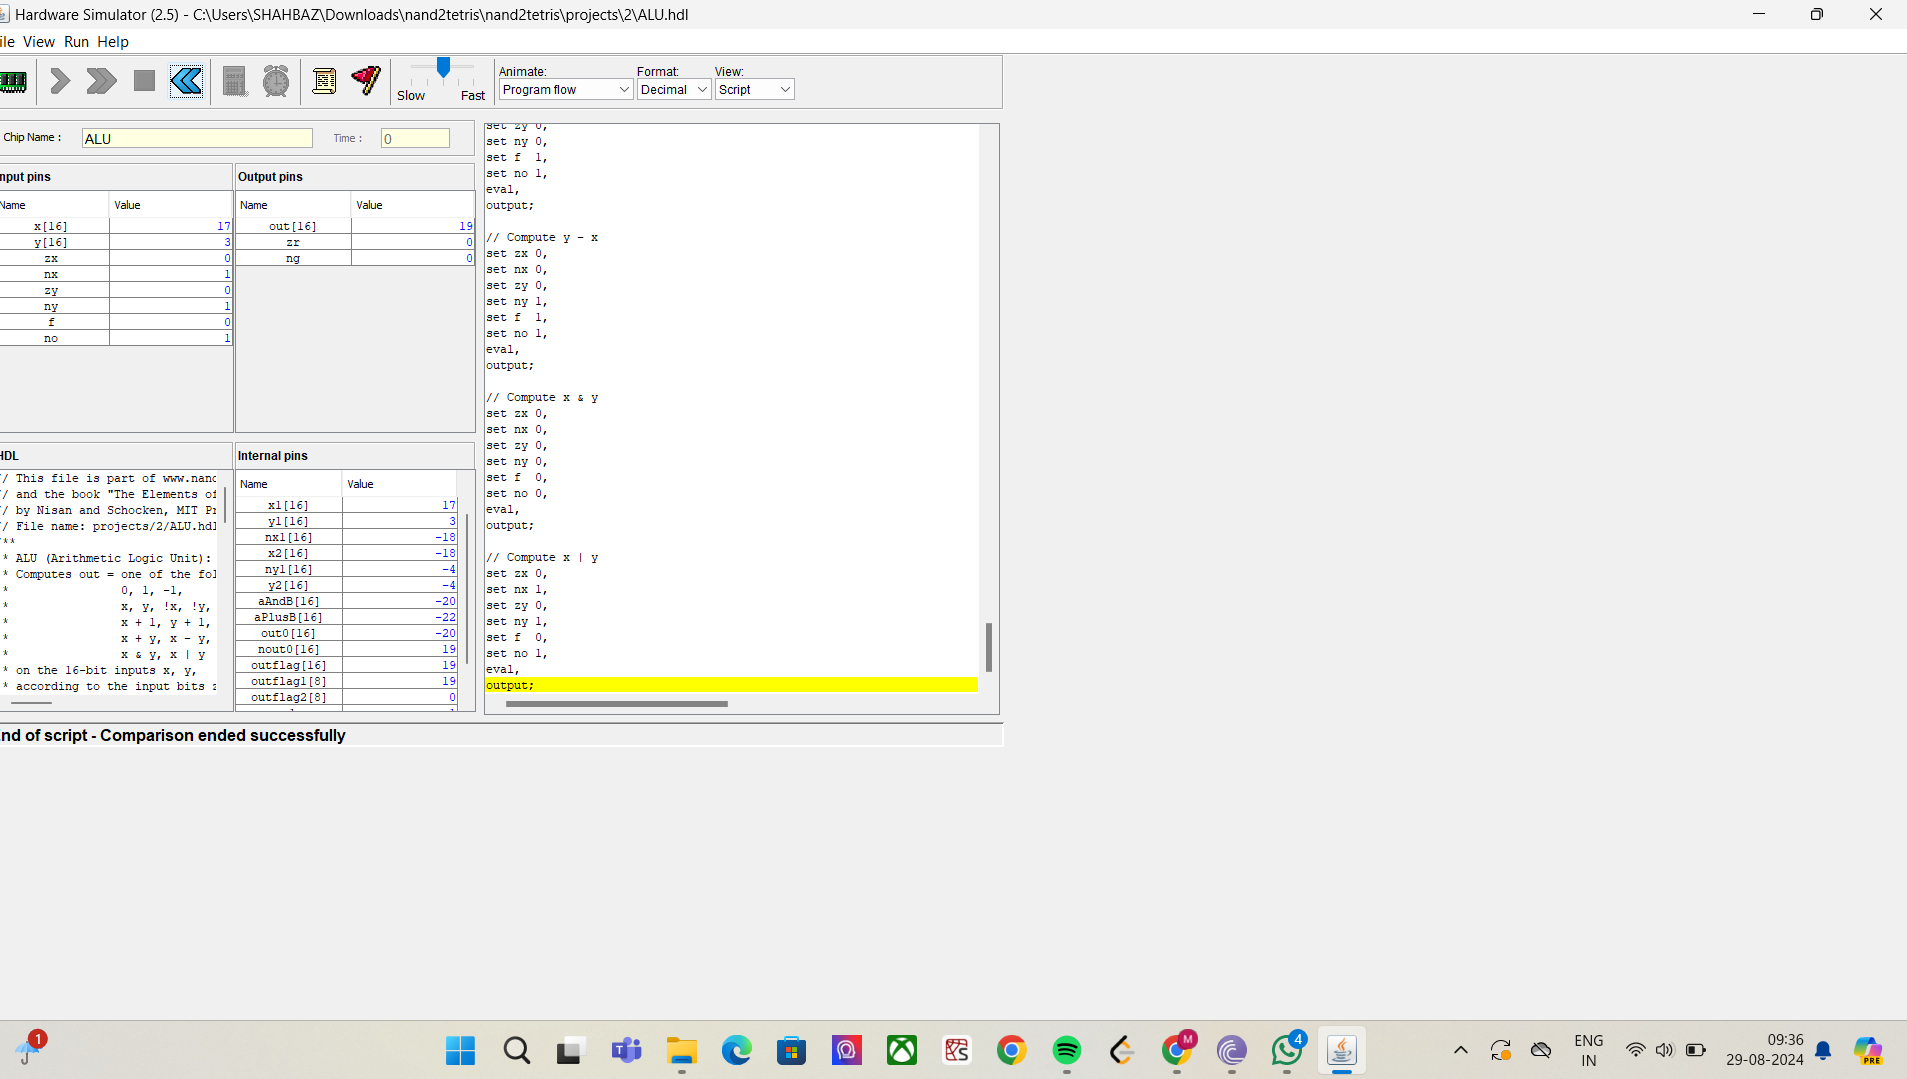 Hardware Simulator (2.5) - C:\Users\SHAHBAZ\Downloads\nand2tetris\nand2tetris\projects\2\ALU.hdl
ile View Run Help
Slow Fast
Animate:
Program flow
Format:
Decimal
View:
Script
Chip Name : ALU
Time : 0
nput pins
Name Value
x[16] 17
y[16] 3
zx 0
nx 1
zy 0
ny 1
f 0
no 1
Output pins
Name Value
out[16] 19
zr 0
ng 0
HDL
// This file is part of www.nand
// and the book "The Elements of
// by Nisan and Schocken, MIT Pr
// File name: projects/2/ALU.hdl
/**
* ALU (Arithmetic Logic Unit):
* Computes out = one of the fol
* 0, 1, -1,
* x, y, !x, !y,
* x + 1, y + 1,
* x + y, x - y,
* x & y, x | y
* on the 16-bit inputs x, y,
* according to the input bits z
Internal pins
Name Value
x1[16] 17
y1[16] 3
nx1[16] -18
x2[16] -18
ny1[16] -4
y2[16] -4
aAndB[16] -20
aPlusB[16] -22
out0[16] -20
nout0[16] 19
outflag[16] 19
outflag1[8] 19
outflag2[8] 0
set zy 0,
set ny 0,
set f 1,
set no 1,
eval,
output;
// Compute y - x
set zx 0,
set nx 0,
set zy 0,
set ny 1,
set f 1,
set no 1,
eval,
output;
// Compute x & y
set zx 0,
set nx 0,
set zy 0,
set ny 0,
set f 0,
set no 0,
eval,
output;
// Compute x | y
set zx 0,
set nx 1,
set zy 0,
set ny 1,
set f 0,
set no 1,
eval,
output;
nd of script - Comparison ended successfully
1
M
4
ENG
IN
09:36
29-08-2024
PRE